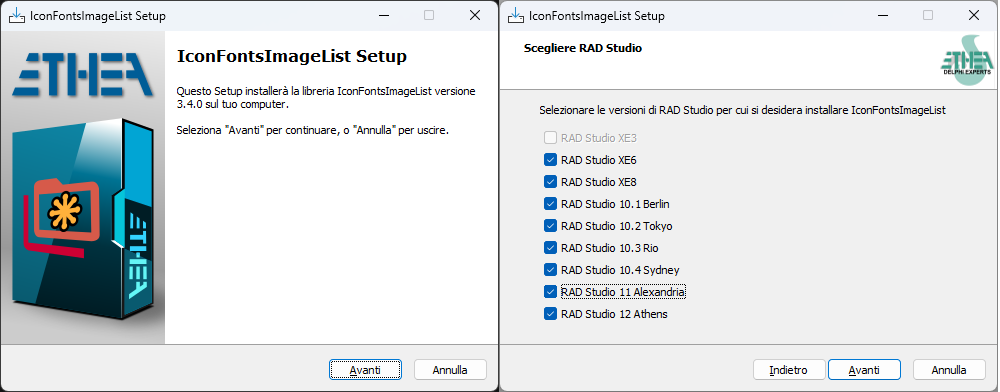 IconFontsImageList Setup
ETHEA
IconFontsImageList Setup
Questo Setup installerà la libreria IconFontsImageList versione
3.4.0 sul tuo computer.
Seleziona "Avanti" per continuare, o "Annulla" per uscire.
ETHEA
Avanti
Annulla
IconFontsImageList Setup
Scegliere RAD Studio
ETHEA
DELPHI EXPERTS
Selezionare le versioni di RAD Studio per cui si desidera installare IconFontsImageList
RAD Studio XE3
RAD Studio XE6
RAD Studio XE8
RAD Studio 10.1 Berlin
RAD Studio 10.2 Tokyo
RAD Studio 10.3 Rio
RAD Studio 10.4 Sydney
RAD Studio 11 Alexandria
RAD Studio 12 Athens
Indietro
Avanti
Annulla